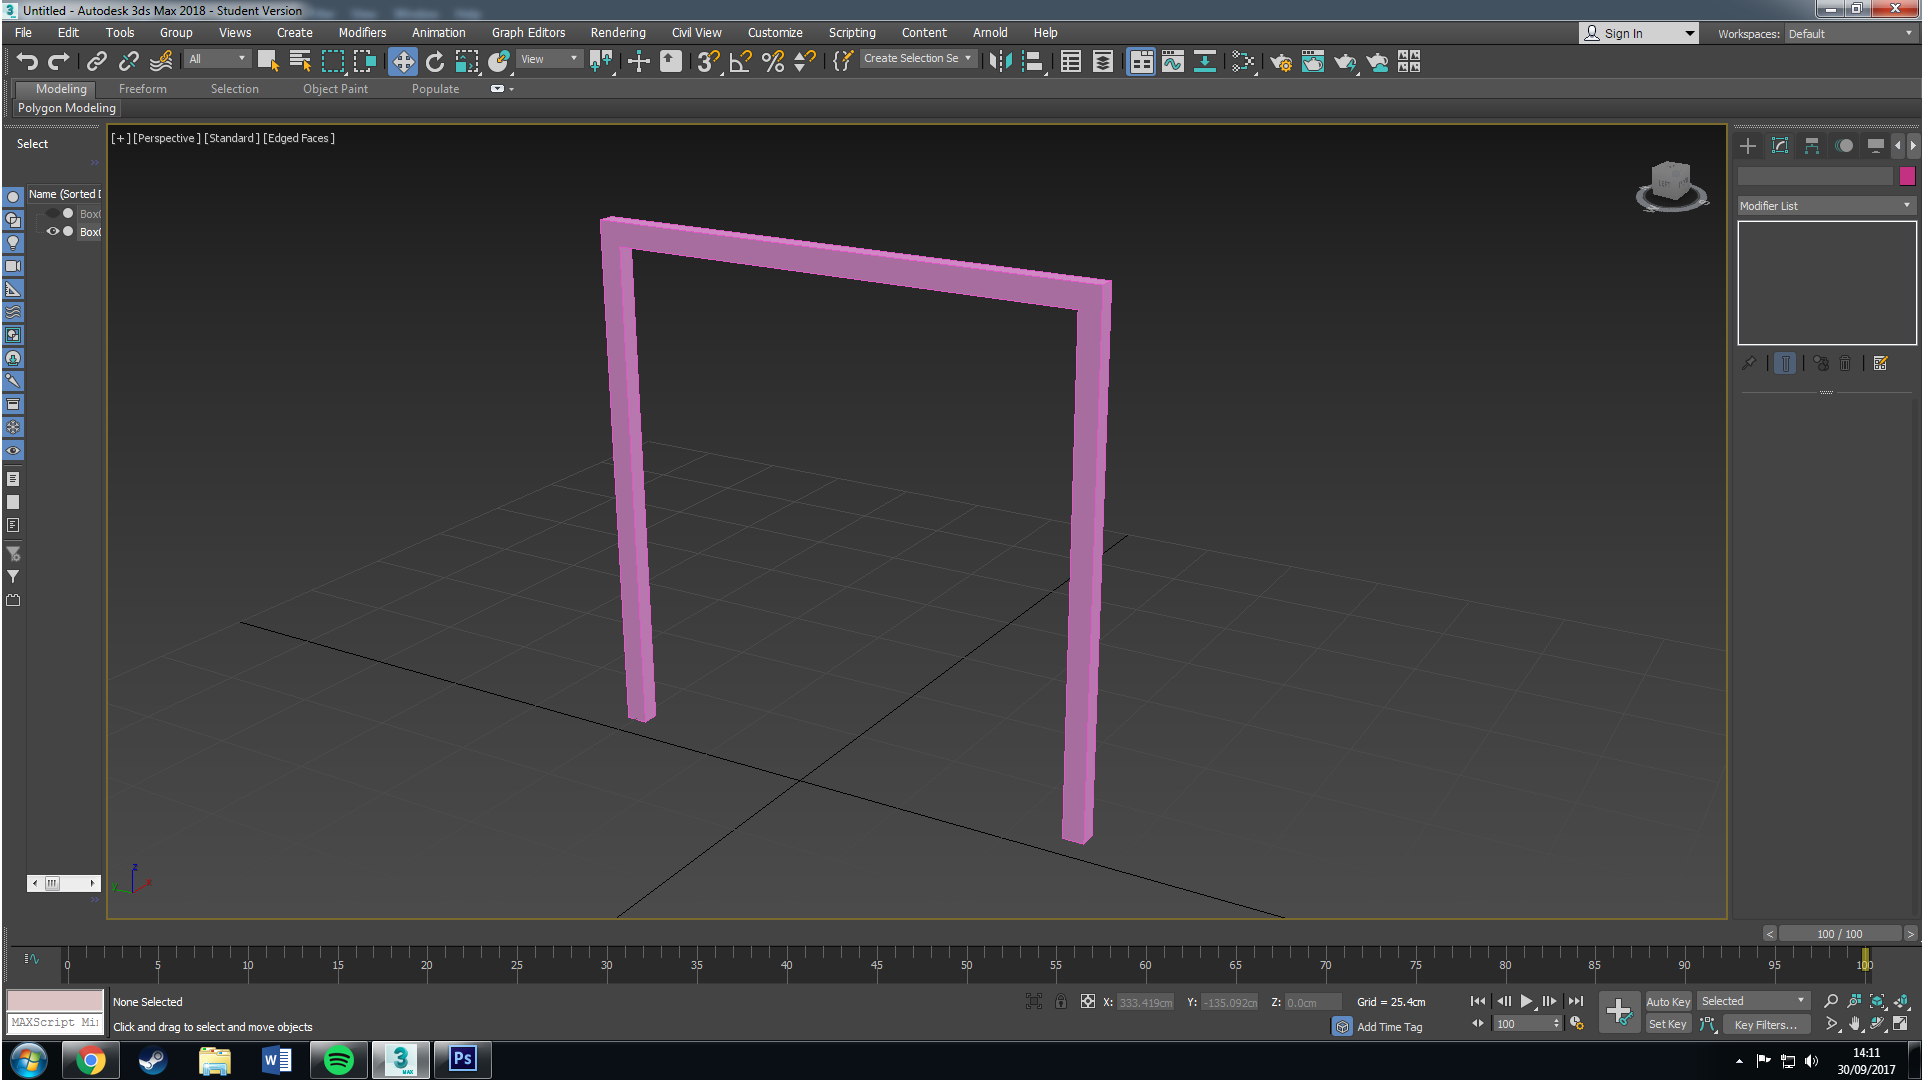 Untitled - Autodesk 3ds Max 2018 - Student Version
File Edit Tools Group Views Create Modifiers Animation Graph Editors Rendering Civil View Customize Scripting Content Arnold Help
Sign In
Workspaces: Default
All
View
Create Selection Se
Modeling Freeform Selection Object Paint Populate
Polygon Modeling
Select
[+] [Perspective ] [Standard ] [Edged Faces ]
Name (Sorted D
Box0
Box0
Modifier List
z
x
100 / 100
0 5 10 15 20 25 30 35 40 45 50 55 60 65 70 75 80 85 90 95 100
None Selected
X: 333.419cm Y: -135.092cm Z: 0.0cm Grid = 25.4cm
Auto Key Selected
MAXScript Mi
Click and drag to select and move objects
Add Time Tag
100
Set Key Key Filters...
W
3
MAX
Ps
14:11
30/09/2017